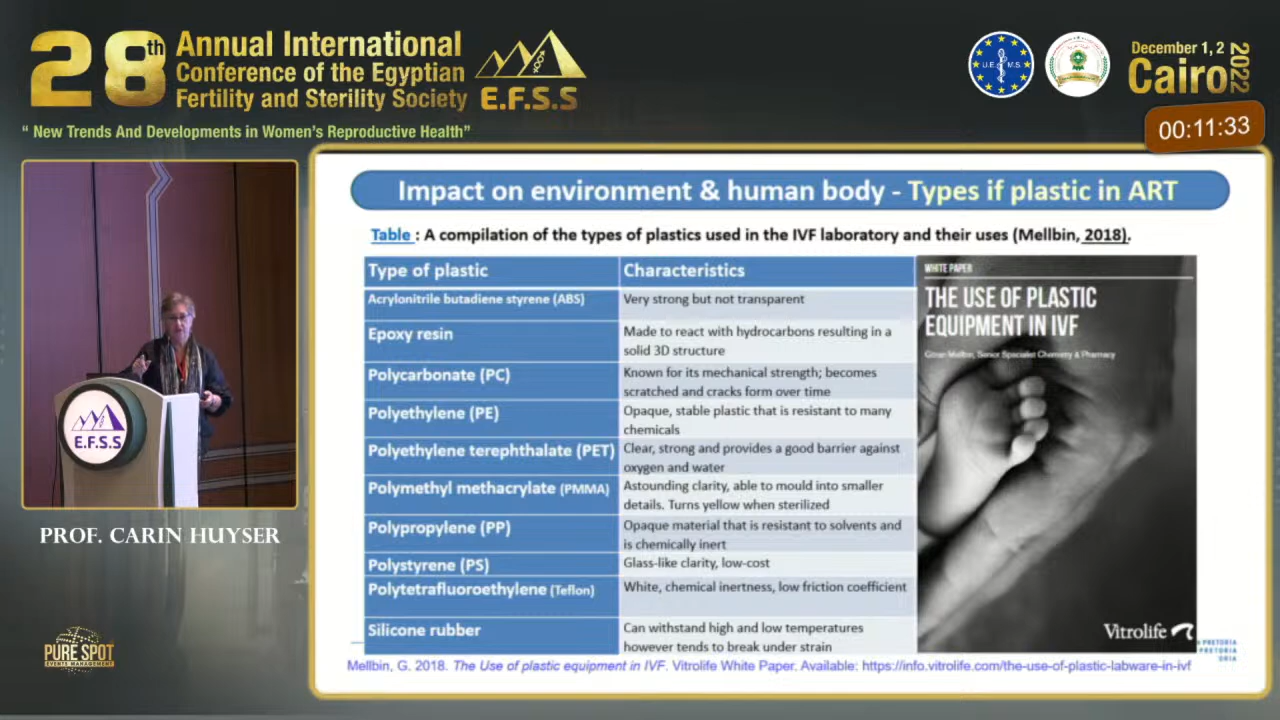 28th
Annual International
Conference of the Egyptian
Fertility and Sterility Society
E.F.S.S
“ New Trends And Developments in Women’s Reproductive Health”
U.E.M.S.
December 1, 2
Cairo
2022
00:11:33
E.F.S.S
PROF. CARIN HUYSER
PURE SPOT
EVENTS MANAGEMENT
Impact on environment & human body - Types if plastic in ART
Table : A compilation of the types of plastics used in the IVF laboratory and their uses (Mellbin, 2018).
Type of plastic
Characteristics
Acrylonitrile butadiene styrene (ABS)
Very strong but not transparent
Epoxy resin
Made to react with hydrocarbons resulting in a
solid 3D structure
Polycarbonate (PC)
Known for its mechanical strength; becomes
scratched and cracks form over time
Polyethylene (PE)
Opaque, stable plastic that is resistant to many
chemicals
Polyethylene terephthalate (PET)
Clear, strong and provides a good barrier against
oxygen and water
Polymethyl methacrylate (PMMA)
Astounding clarity, able to mould into smaller
details. Turns yellow when sterilized
Polypropylene (PP)
Opaque material that is resistant to solvents and
is chemically inert
Polystyrene (PS)
Glass-like clarity, low-cost
Polytetrafluoroethylene (Teflon)
White, chemical inertness, low friction coefficient
Silicone rubber
Can withstand high and low temperatures
however tends to break under strain
WHITE PAPER
THE USE OF PLASTIC
EQUIPMENT IN IVF
Göran Mellbin, Senior Specialist Chemistry & Pharmacy
Vitrolife
PRETORIA
PRETORIA
ORIA
Mellbin, G. 2018. The Use of plastic equipment in IVF. Vitrolife White Paper. Available: https://info.vitrolife.com/the-use-of-plastic-labware-in-ivf